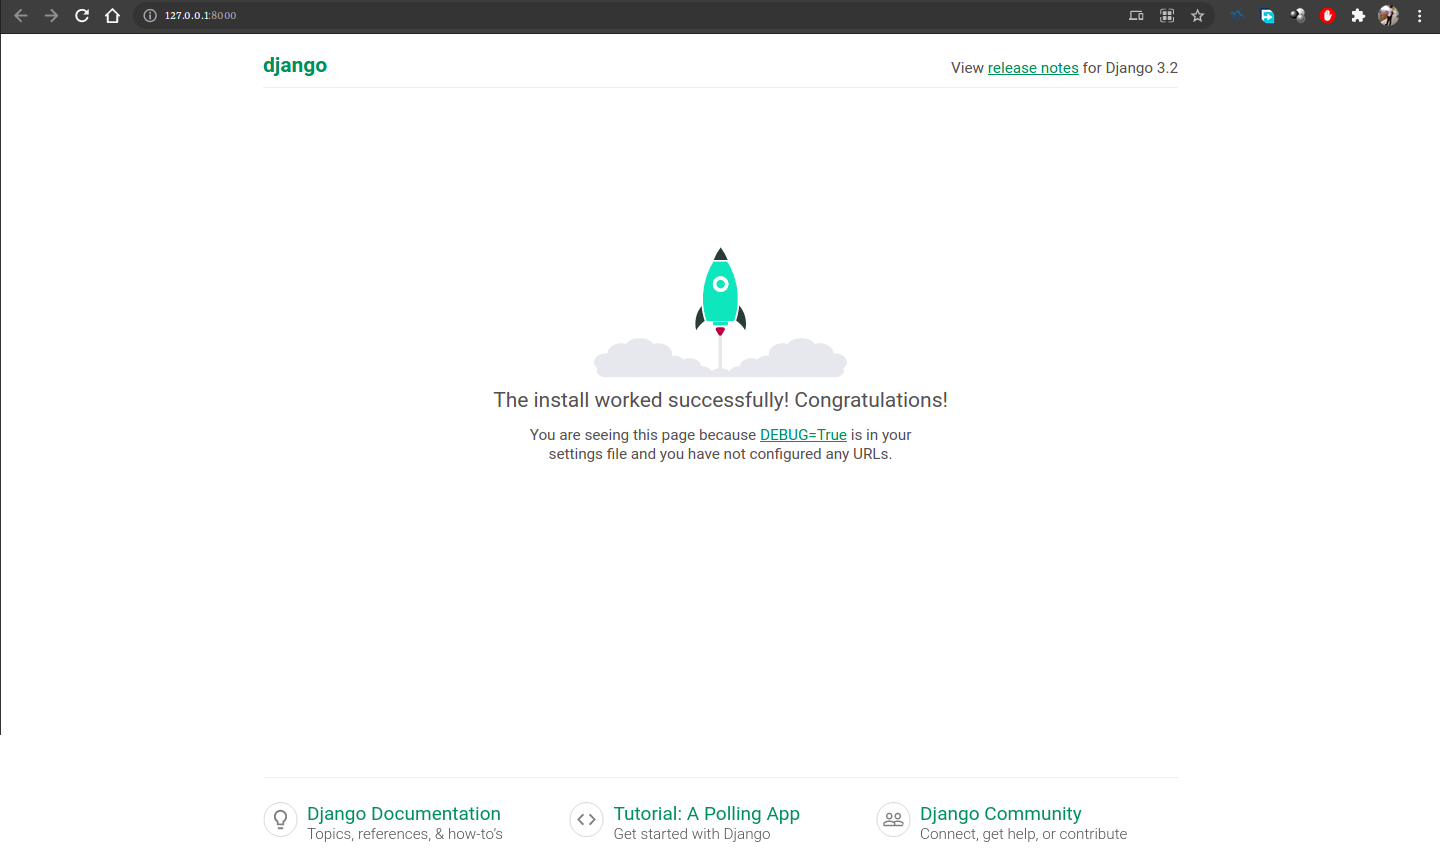 127.0.0.1:8000
django
View release notes for Django 3.2
The install worked successfully! Congratulations!
You are seeing this page because DEBUG=True is in your
settings file and you have not configured any URLs.
Django Documentation
Topics, references, & how-to’s
Tutorial: A Polling App
Get started with Django
Django Community
Connect, get help, or contribute